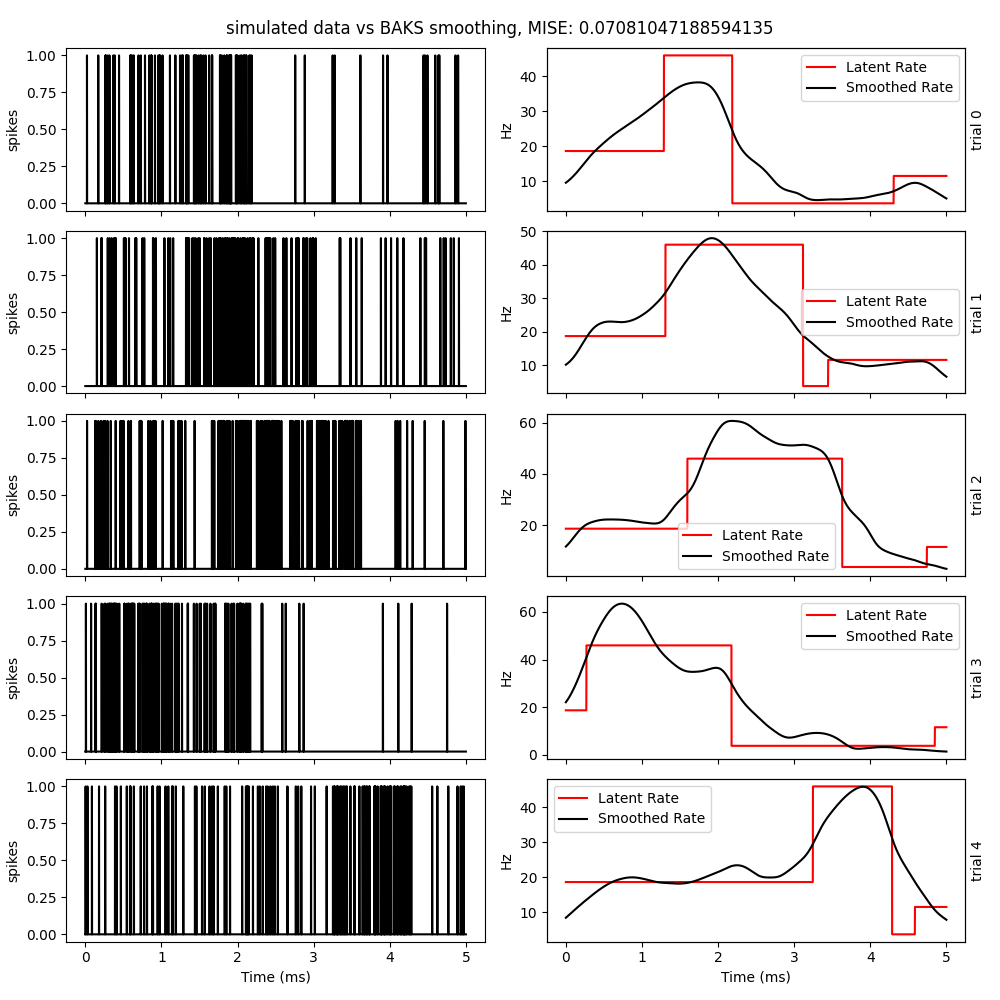 simulated data vs BAKS smoothing, MISE: 0.07081047188594135
1.00
0.75
0.50
0.25
0.00
spikes
40
30
20
10
Hz
Latent Rate
Smoothed Rate
trial 0
1.00
0.75
0.50
0.25
0.00
spikes
50
40
30
20
10
Hz
Latent Rate
Smoothed Rate
trial 1
1.00
0.75
0.50
0.25
0.00
spikes
60
40
20
Hz
Latent Rate
Smoothed Rate
trial 2
1.00
0.75
0.50
0.25
0.00
spikes
60
40
20
0
Hz
Latent Rate
Smoothed Rate
trial 3
1.00
0.75
0.50
0.25
0.00
spikes
0 1 2 3 4 5
Time (ms)
40
30
20
10
Hz
Latent Rate
Smoothed Rate
trial 4
0 1 2 3 4 5
Time (ms)